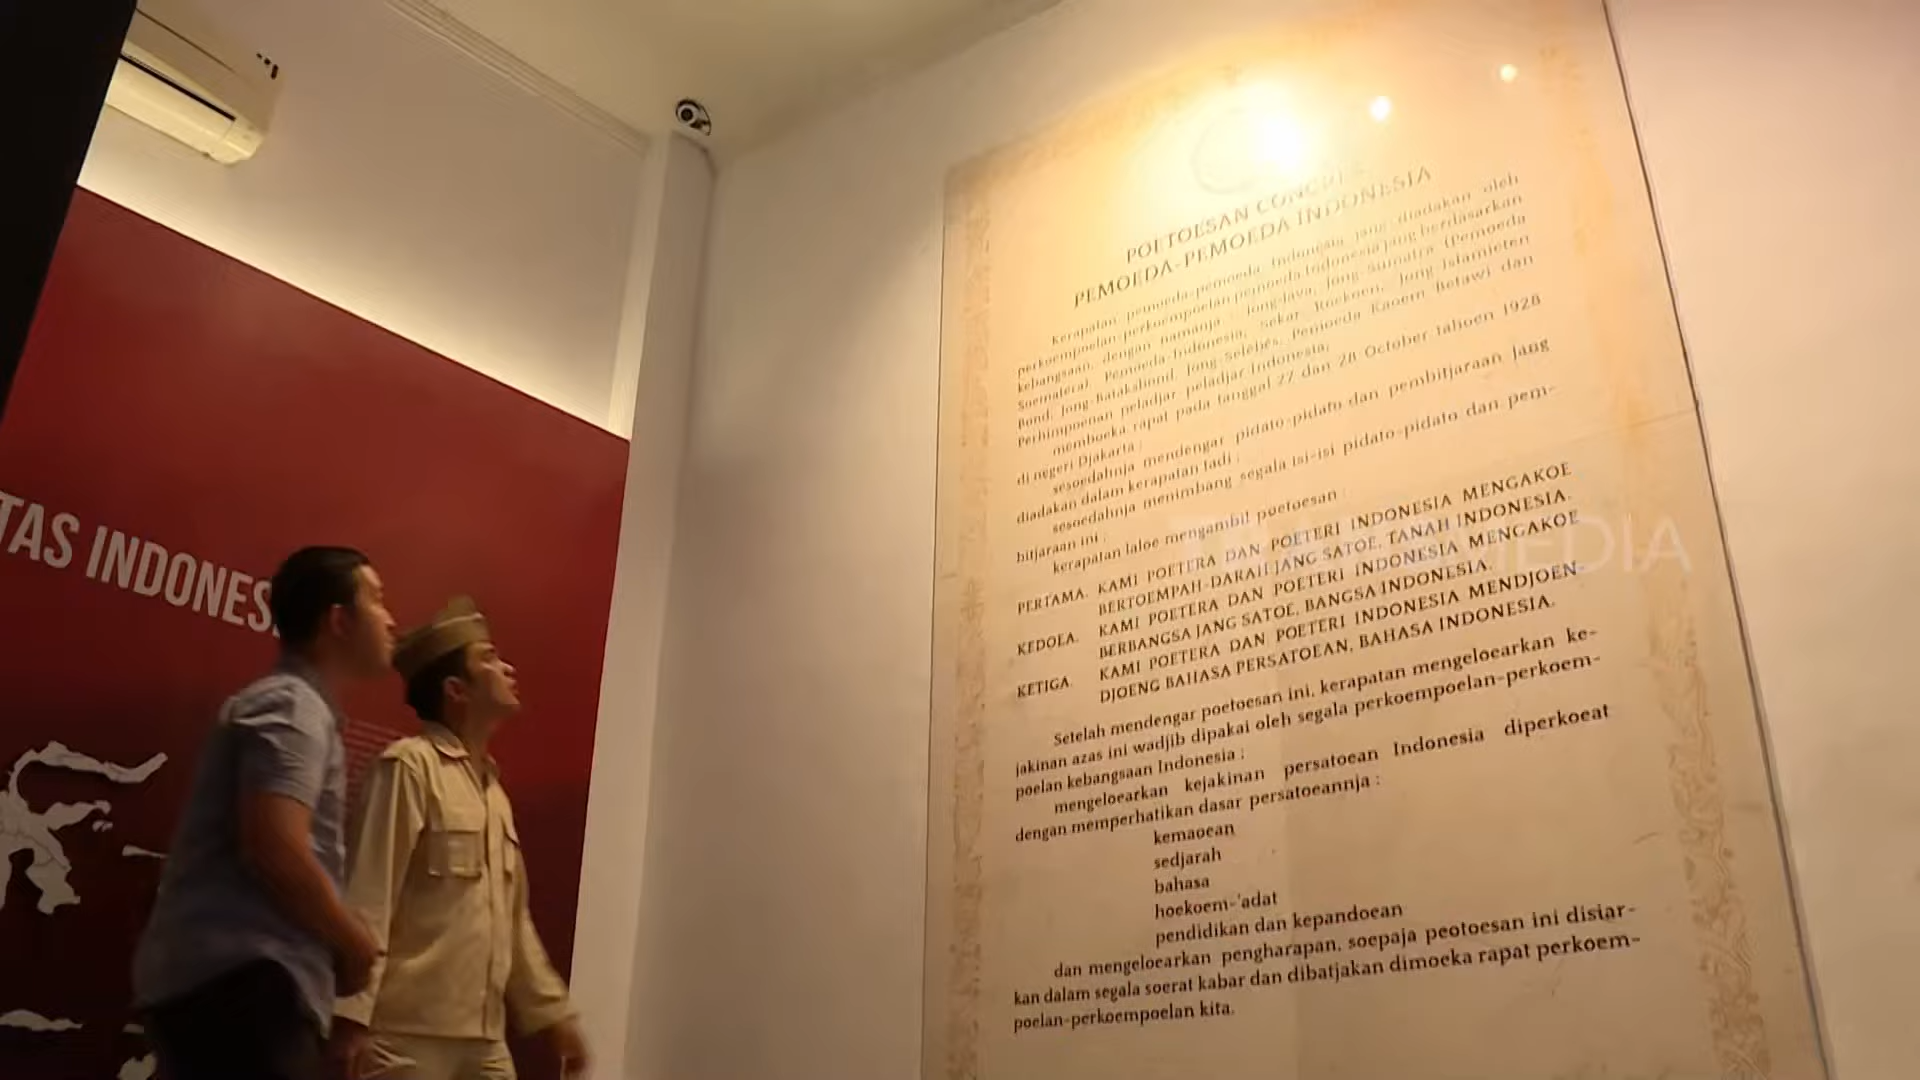 TAS INDONES
POETOESAN CONGRES
PEMOEDA-PEMOEDA INDONESIA
Kerapatan pemoeda-pemoeda Indonesia jang diadakan oleh
perkoempoelan-perkoempoelan pemoeda Indonesia jang berdasarkan
kebangsaan, dengan namanja : Jong-Java, Jong-Sumatra (Pemoeda
Soematera), Pemoeda-Indonesia, Sekar Roekoen, Jong Islamieten
Bond, Jong-Bataksbond, Jong-Selebes, Pemoeda Kaoem Betawi dan
Perhimpoenan peladjar peladjar Indonesia;
memboeka rapat pada tanggal 27 dan 28 October tahoen 1928
di negeri Djakarta ;
sesoedahnja mendengar pidato-pidato dan pembitjaraan jang
diadakan dalam kerapatan tadi ;
sesoedahnja menimbang segala isi-isi pidato-pidato dan pem-
bitjaraan ini ;
kerapatan laloe mengambil poetoesan :
PERTAMA. KAMI POETERA DAN POETERI INDONESIA MENGAKOE
BERTOEMPAH-DARAH JANG SATOE, TANAH INDONESIA.
KEDOEA. KAMI POETERA DAN POETERI INDONESIA MENGAKOE
BERBANGSA JANG SATOE, BANGSA INDONESIA.
KETIGA. KAMI POETERA DAN POETERI INDONESIA MENDJOEN-
DJOENG BAHASA PERSATOEAN, BAHASA INDONESIA.
Setelah mendengar poetoesan ini, kerapatan mengeloearkan ke-
jakinan azas ini wadjib dipakai oleh segala perkoempoelan-perkoem-
poelan kebangsaan Indonesia ;
mengeloearkan kejakinan persatoean Indonesia diperkoeat
dengan memperhatikan dasar persatoeannja :
kemaoean
sedjarah
bahasa
hoekoem-'adat
pendidikan dan kepandoean
dan mengeloearkan pengharapan, soepaja peotoesan ini disiar-
kan dalam segala soerat kabar dan dibatjakan dimoeka rapat perkoem-
poelan-perkoempoelan kita.